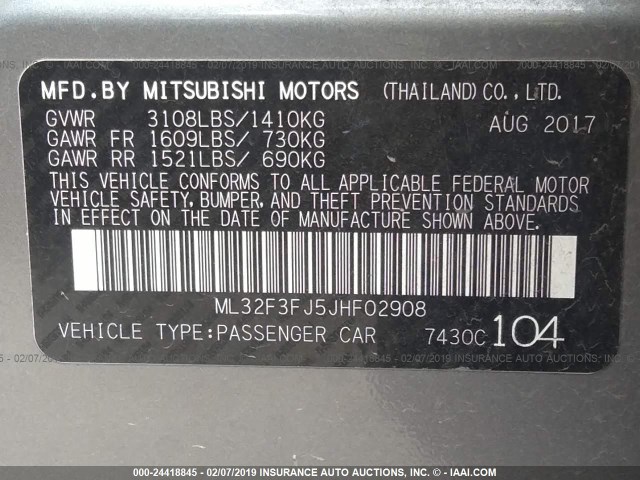 MFD.BY MITSUBISHI MOTORS (THAILAND)CO.,LTD.
GVWR 3108LBS/1410KG AUG 2017
GAWR FR 1609LBS/ 730KG
GAWR RR 1521LBS/ 690KG
THIS VEHICLE CONFORMS TO ALL APPLICABLE FEDERAL MOTOR
VEHICLE SAFETY, BUMPER, AND THEFT PREVENTION STANDARDS
IN EFFECT ON THE DATE OF MANUFACTURE SHOWN ABOVE.
ML32F3FJ5JHF02908
VEHICLE TYPE:PASSENGER CAR 7430C 104
000-24418845 - 02/07/2019 INSURANCE AUTO AUCTIONS, INC. © - IAAI.COM